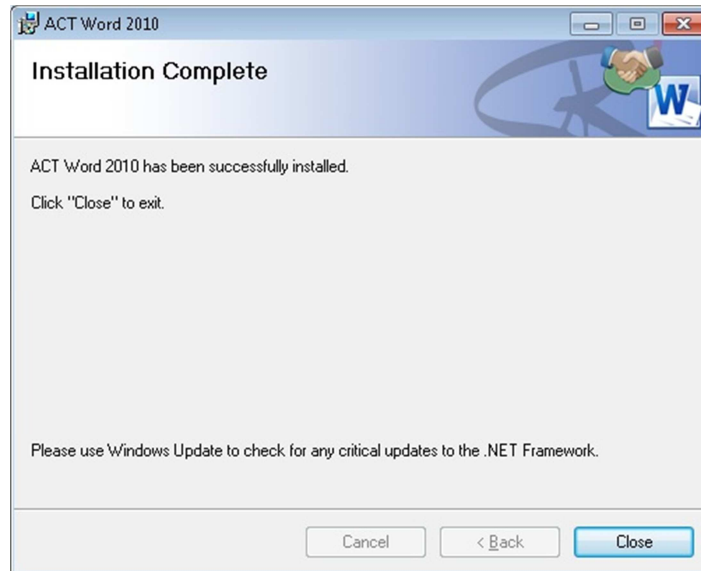 ACT Word 2010
Installation Complete
W
ACT Word 2010 has been successfully installed.
Click "Close" to exit.
Please use Windows Update to check for any critical updates to the .NET Framework.
Cancel
< Back
Close